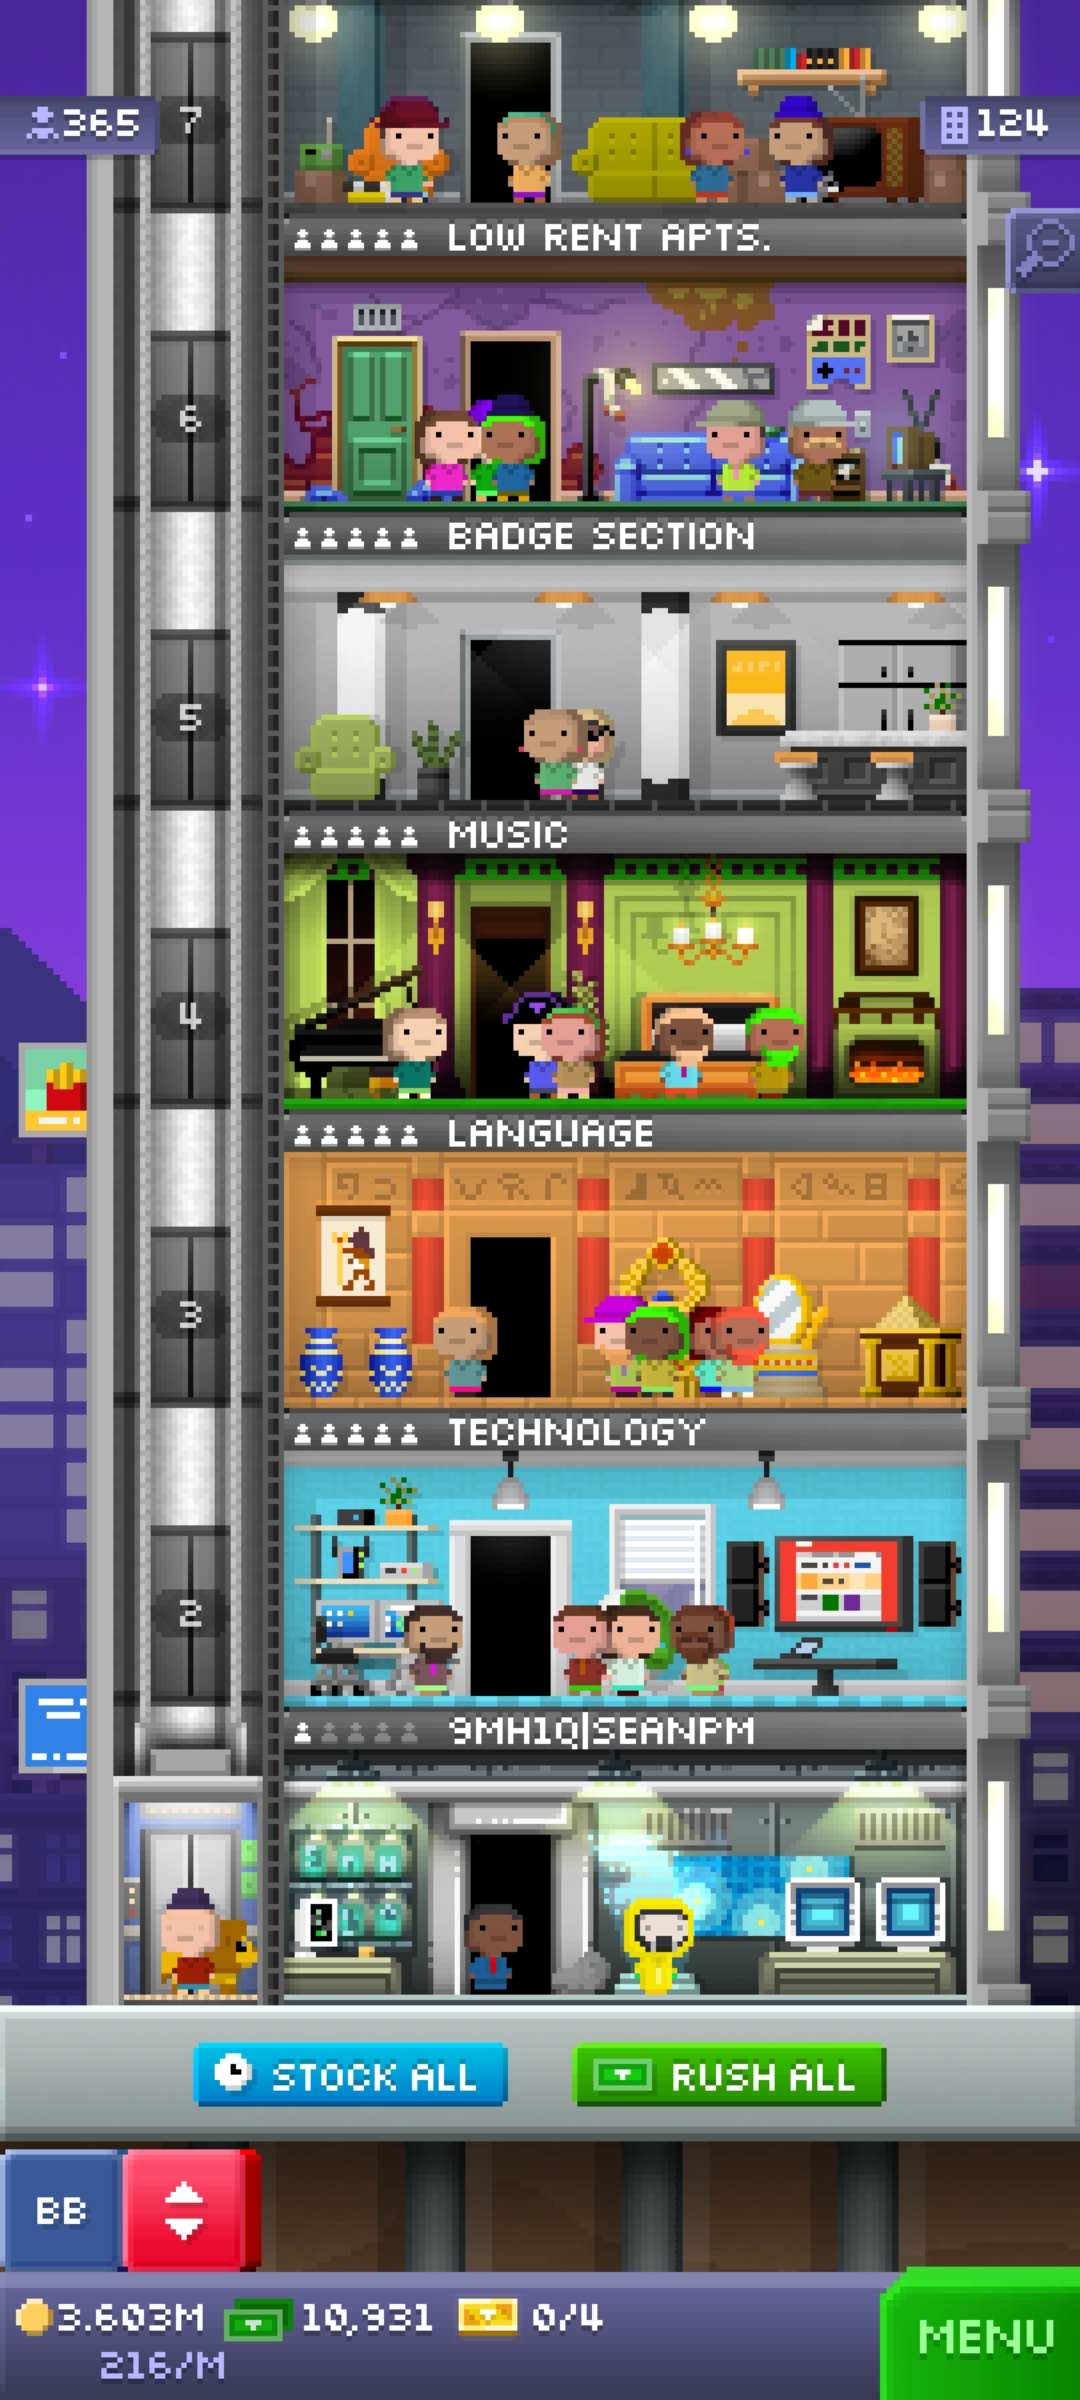 365
7
124
LOW RENT APTS.
6
BADGE SECTION
5
MUSIC
4
LANGUAGE
3
TECHNOLOGY
2
9MH1Q|SEANPM
STOCK ALL
RUSH ALL
BB
3.603M
10,931
0/4
216/M
MENU